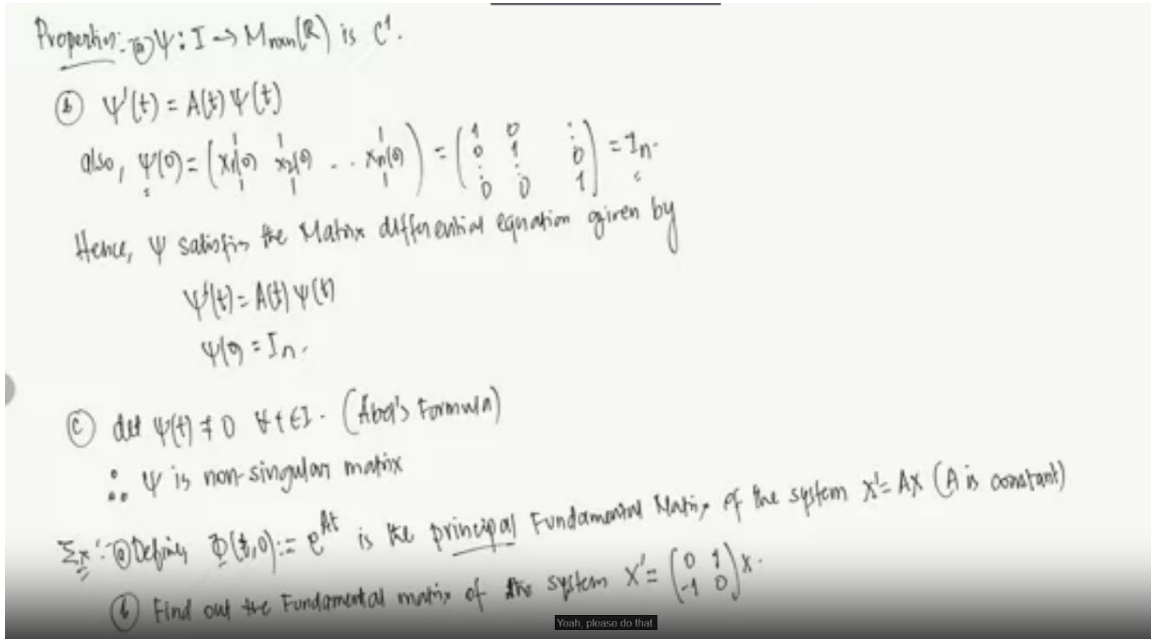 Properties: ⓐ Ψ : I → Mₙₓₙ(ℝ) is C¹.
ⓑ Ψ'(t) = A(t) Ψ(t)
also, Ψ(0) = ( x₁(0) x₂(0) . . xₙ(0) ) = ( 1 0 : 0 1 0 : : 0 0 1 ) = Iₙ.
Hence, Ψ satisfies the Matrix differential equation given by
Ψ'(t) = A(t) Ψ(t)
Ψ(0) = Iₙ.
ⓒ det Ψ(t) ≠ 0 ∀ t ∈ I. (Abel's Formula)
∴ Ψ is non-singular matrix
Ex: ⓐ Define, Φ(t,0) := e^{At} is the principal Fundamental Matrix of the system X' = AX (A is constant)
ⓑ Find out the Fundamental matrix of the system X' = ( 0 1 -1 0 ) X.
Yeah, please do that.